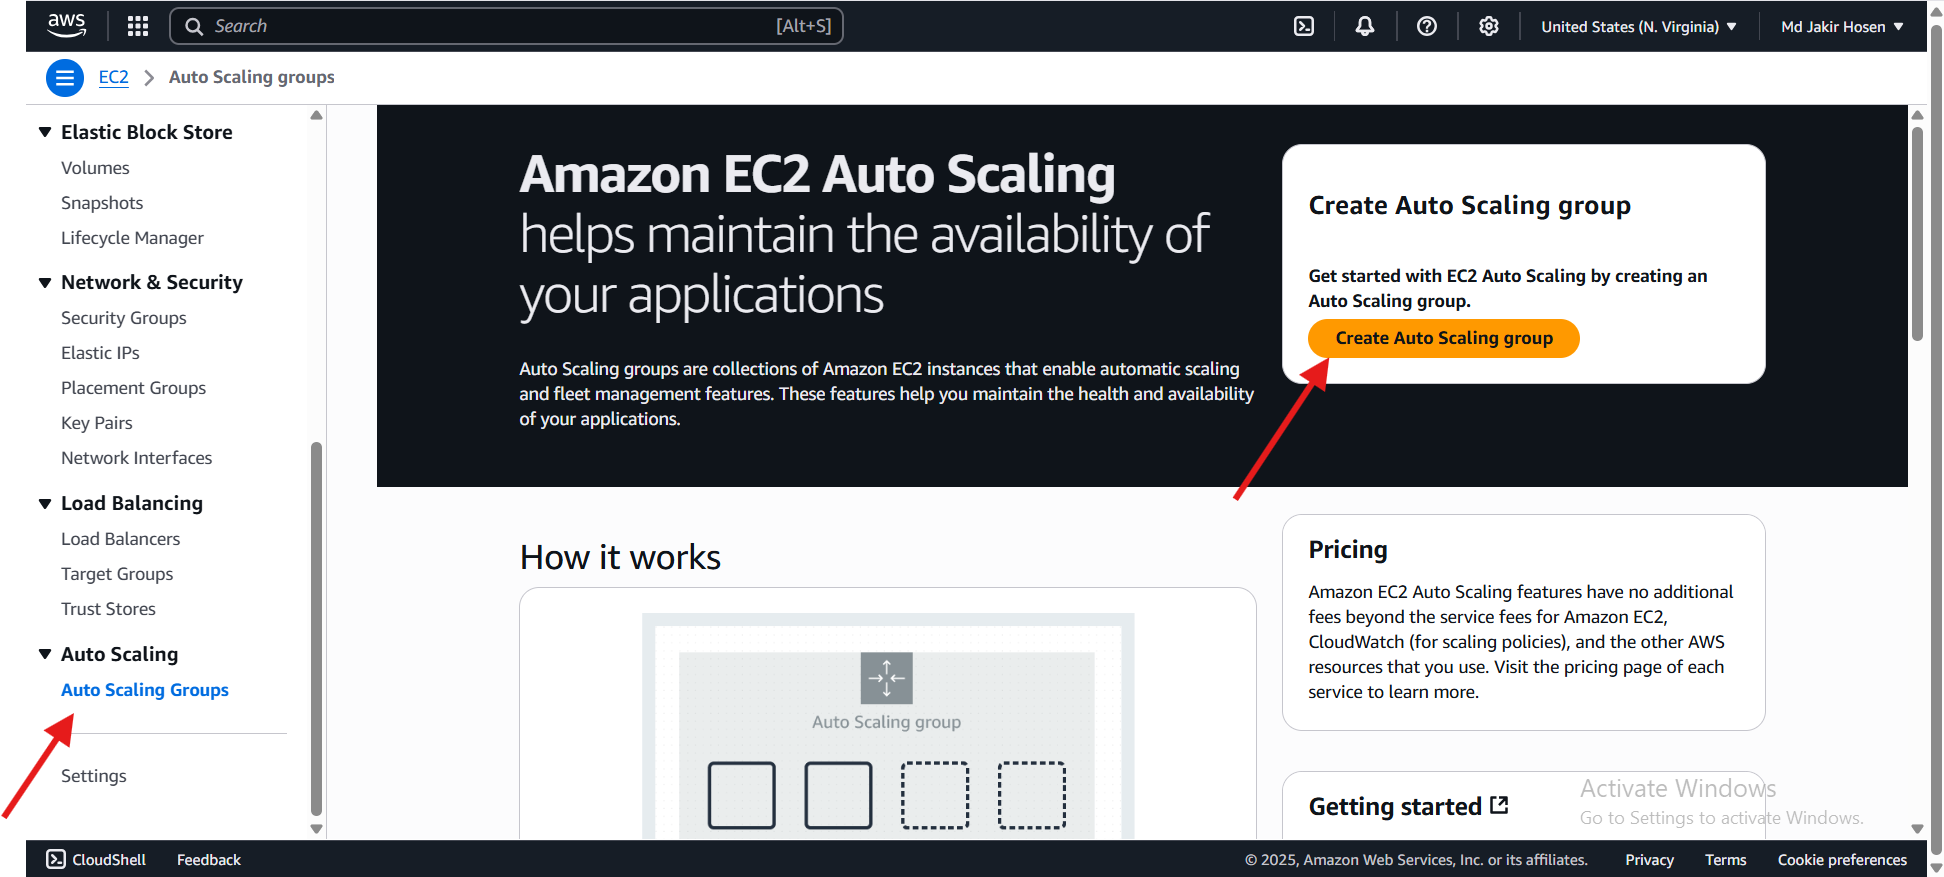 aws
Search
[Alt+S]
United States (N. Virginia)
Md Jakir Hosen
EC2
Auto Scaling groups
Elastic Block Store
Volumes
Snapshots
Lifecycle Manager
Network & Security
Security Groups
Elastic IPs
Placement Groups
Key Pairs
Network Interfaces
Load Balancing
Load Balancers
Target Groups
Trust Stores
Auto Scaling
Auto Scaling Groups
Settings
Amazon EC2 Auto Scaling
helps maintain the availability of
your applications
Auto Scaling groups are collections of Amazon EC2 instances that enable automatic scaling
and fleet management features. These features help you maintain the health and availability
of your applications.
Create Auto Scaling group
Get started with EC2 Auto Scaling by creating an
Auto Scaling group.
Create Auto Scaling group
How it works
Auto Scaling group
Pricing
Amazon EC2 Auto Scaling features have no additional
fees beyond the service fees for Amazon EC2,
CloudWatch (for scaling policies), and the other AWS
resources that you use. Visit the pricing page of each
service to learn more.
Getting started
Activate Windows
Go to Settings to activate Windows.
CloudShell
Feedback
© 2025, Amazon Web Services, Inc. or its affiliates.
Privacy
Terms
Cookie preferences